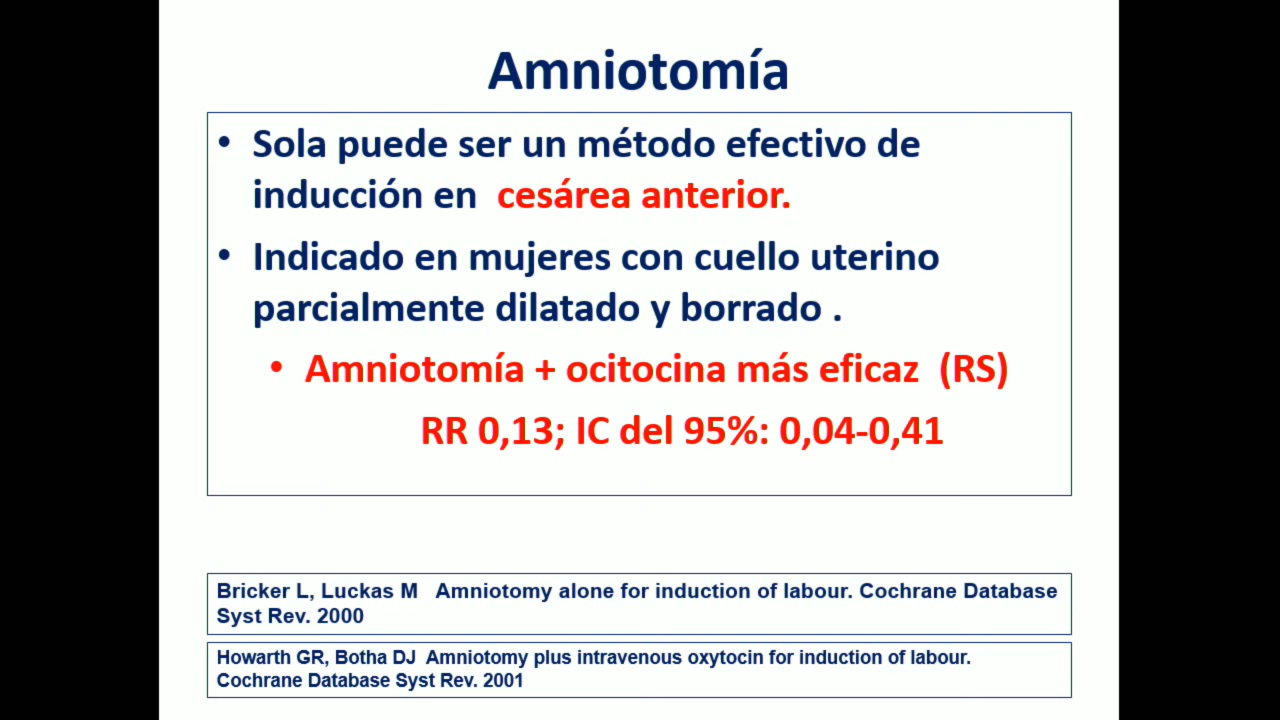 Amniotomía
• Sola puede ser un método efectivo de
inducción en cesárea anterior.
• Indicado en mujeres con cuello uterino
parcialmente dilatado y borrado .
• Amniotomía + ocitocina más eficaz (RS)
RR 0,13; IC del 95%: 0,04-0,41
Bricker L, Luckas M Amniotomy alone for induction of labour. Cochrane Database
Syst Rev. 2000
Howarth GR, Botha DJ Amniotomy plus intravenous oxytocin for induction of labour.
Cochrane Database Syst Rev. 2001